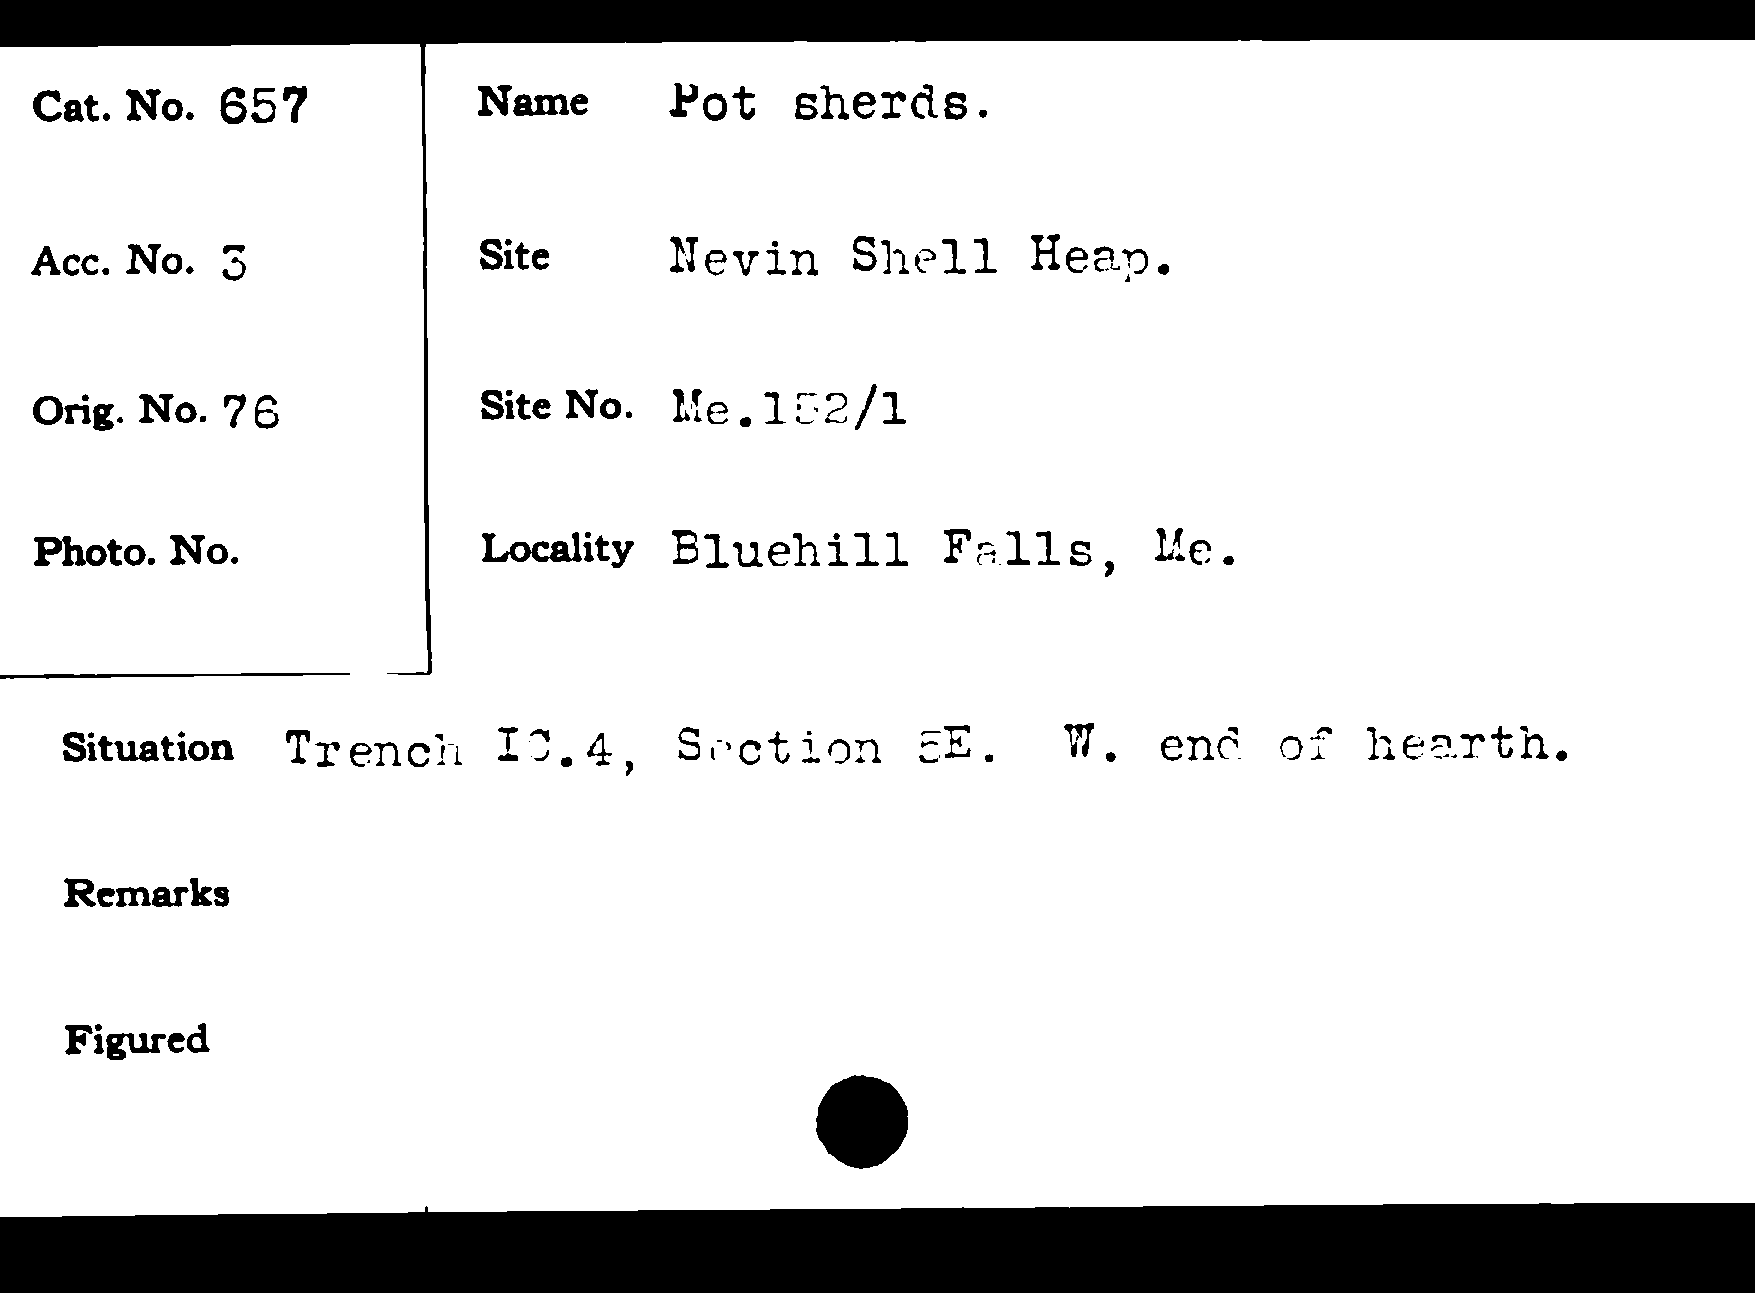 Cat. No. 657
Name Pot sherds.
Acc. No. 3
Site Nevin Shell Heap.
Orig. No. 76
Site No. Me.152/1
Photo. No.
Locality Bluehill Falls, Me.
Situation Trench IC.4, Section 5E. W. end of hearth.
Remarks
Figured